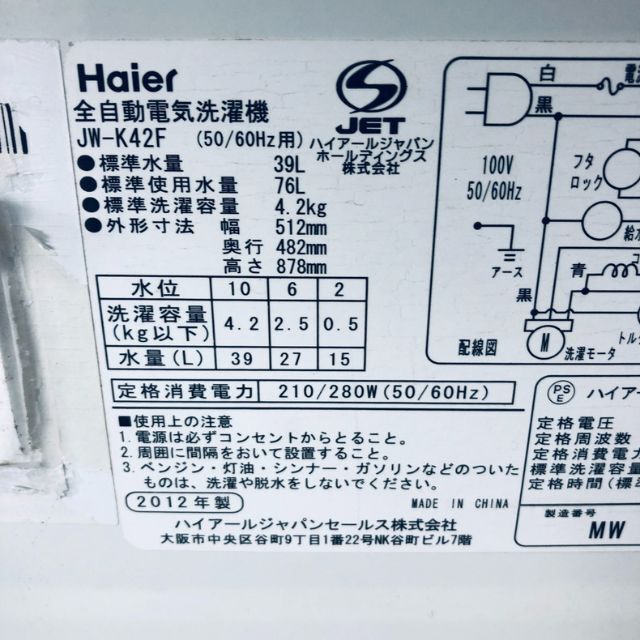 Haier
全自動電気洗濯機
JW-K42F (50/60Hz用)
S
JET
ハイアールジャパン
ホールディングス
株式会社
●標準水量 39L
●標準使用水量 76L
●標準洗濯容量 4.2kg
●外形寸法 幅 512mm
奥行 482mm
高さ 878mm
水位 10 6 2
洗濯容量(kg以下) 4.2 2.5 0.5
水量(L) 39 27 15
定格消費電力 210/280W(50/60Hz)
■使用上の注意
1.電源は必ずコンセントからとること。
2.周囲に間隔をおいて設置すること。
3.ベンジン・灯油・シンナー・ガソリンなどのついた
ものは、洗濯や脱水をしないでください。
2012年製 MADE IN CHINA
ハイアールジャパンセールス株式会社
大阪市中央区谷町9丁目1番22号NK谷町ビル7階
白
黒
100V
50/60Hz
フタ
ロック
給水
アース
青
黒
配線図
M
洗濯モータ
PS
E
ハイア
定格電圧
定格周波数
定格消費電力
標準洗濯容量
定格時間(標準
製造番号
MW